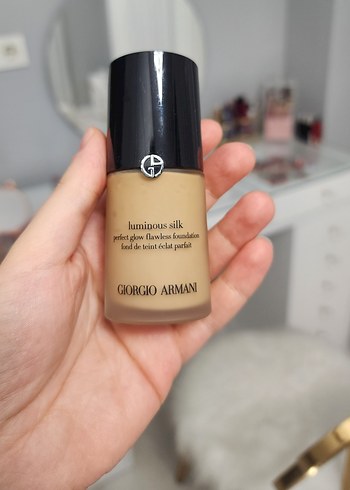 luminous silk
perfect glow flawless foundation
fond de teint éclat parfait
GIORGIO ARMANI